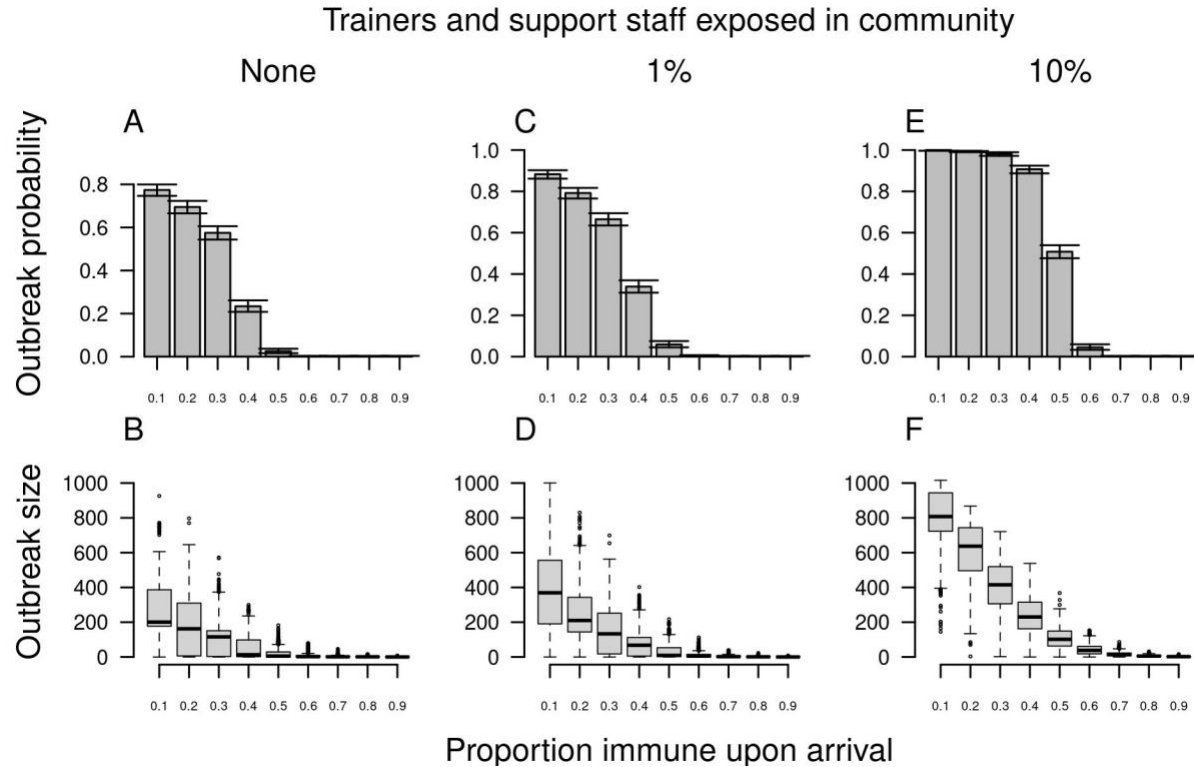 Trainers and support staff exposed in community
None 1% 10%
A C E
Outbreak probability
0.8
0.6
0.4
0.2
0.0
0.1 0.2 0.3 0.4 0.5 0.6 0.7 0.8 0.9
1.0
0.8
0.6
0.4
0.2
0.0
0.1 0.2 0.3 0.4 0.5 0.6 0.7 0.8 0.9
1.0
0.8
0.6
0.4
0.2
0.0
0.1 0.2 0.3 0.4 0.5 0.6 0.7 0.8 0.9
B D F
Outbreak size
1000
800
600
400
200
0
0.1 0.2 0.3 0.4 0.5 0.6 0.7 0.8 0.9
1000
800
600
400
200
0
0.1 0.2 0.3 0.4 0.5 0.6 0.7 0.8 0.9
1000
800
600
400
200
0
0.1 0.2 0.3 0.4 0.5 0.6 0.7 0.8 0.9
Proportion immune upon arrival